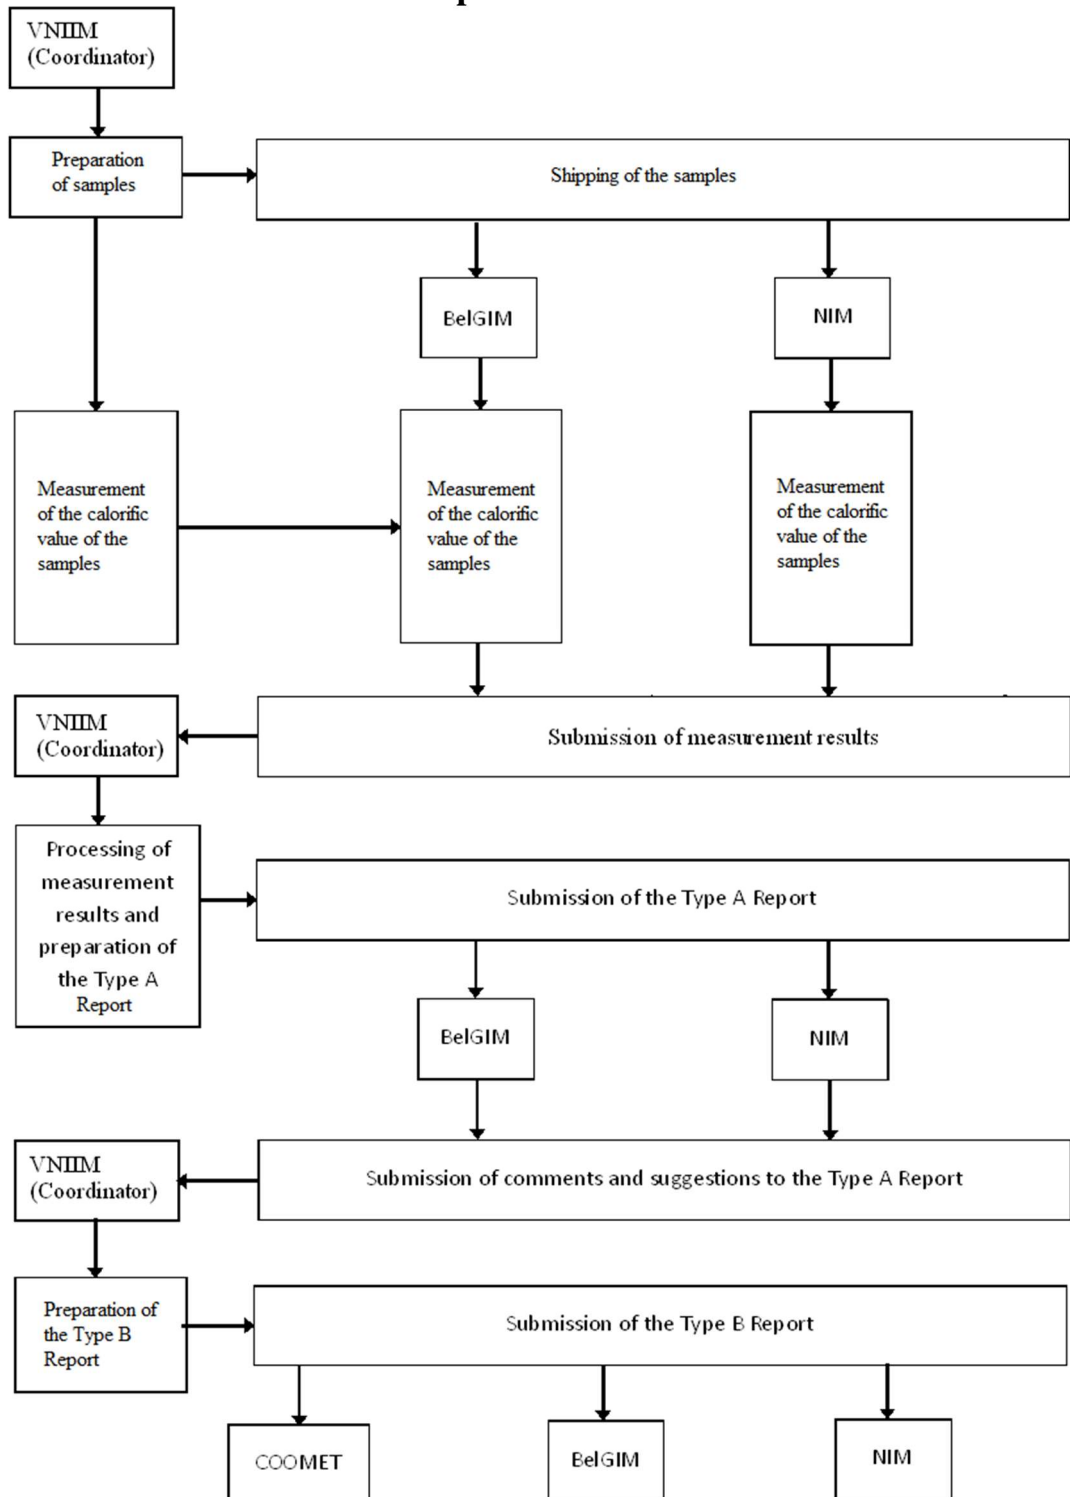 VNIIM
(Coordinator)
Preparation
of samples
Shipping of the samples
BelGIM
NIM
Measurement
of the calorific
value of the
samples
Measurement
of the calorific
value of the
samples
Measurement
of the calorific
value of the
samples
VNIIM
(Coordinator)
Submission of measurement results
Processing of
measurement
results and
preparation of
the Type A
Report
Submission of the Type A Report
BelGIM
NIM
VNIIM
(Coordinator)
Submission of comments and suggestions to the Type A Report
Preparation of
the Type B
Report
Submission of the Type B Report
COOMET
BelGIM
NIM